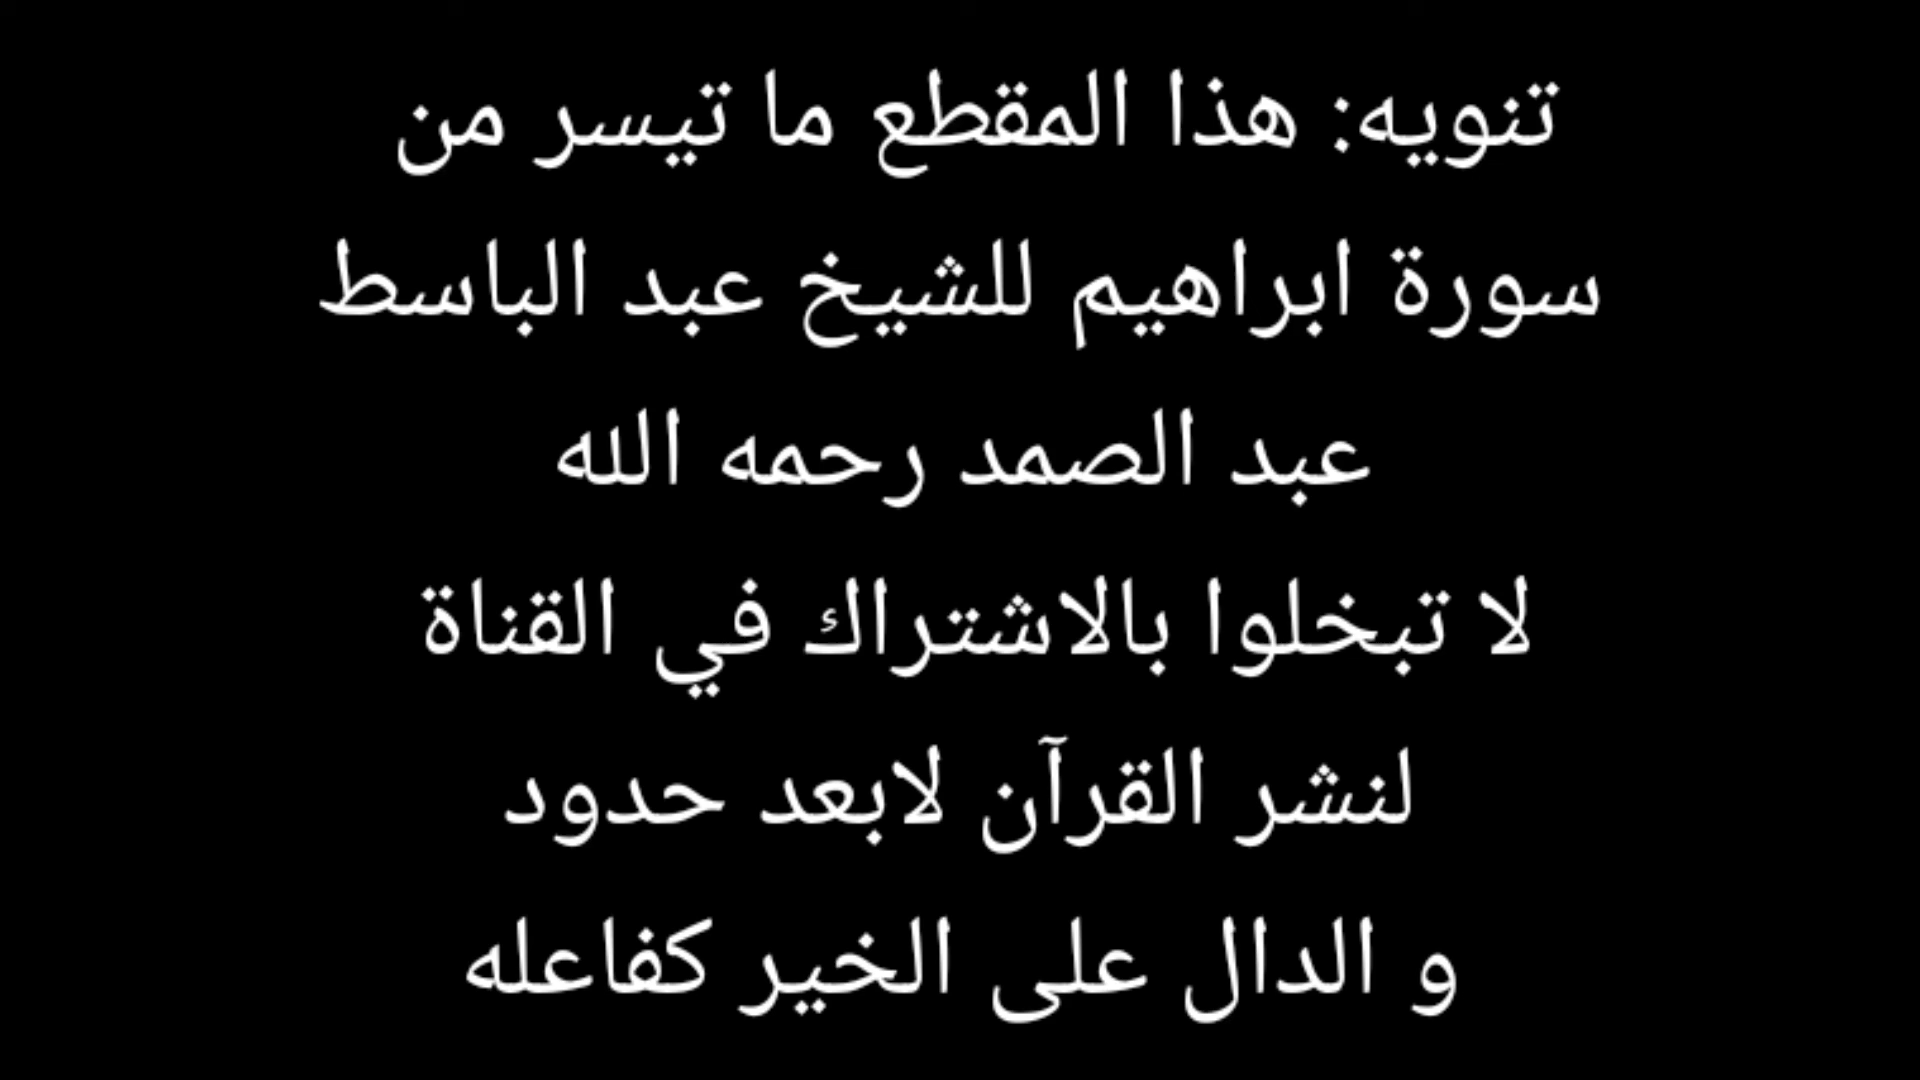 تنويه: هذا المقطع ما تيسر من
سورة ابراهيم للشيخ عبد الباسط
عبد الصمد رحمه الله
لا تبخلوا بالاشتراك في القناة
لنشر القرآن لابعد حدود
و الدال على الخير كفاعله